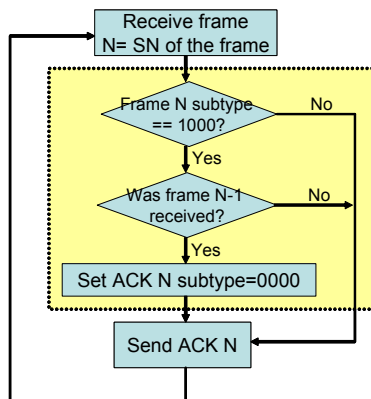 Receive frame
N= SN of the frame
Frame N subtype
== 1000?
No
Yes
Was frame N-1
received?
No
Yes
Set ACK N subtype=0000
Send ACK N